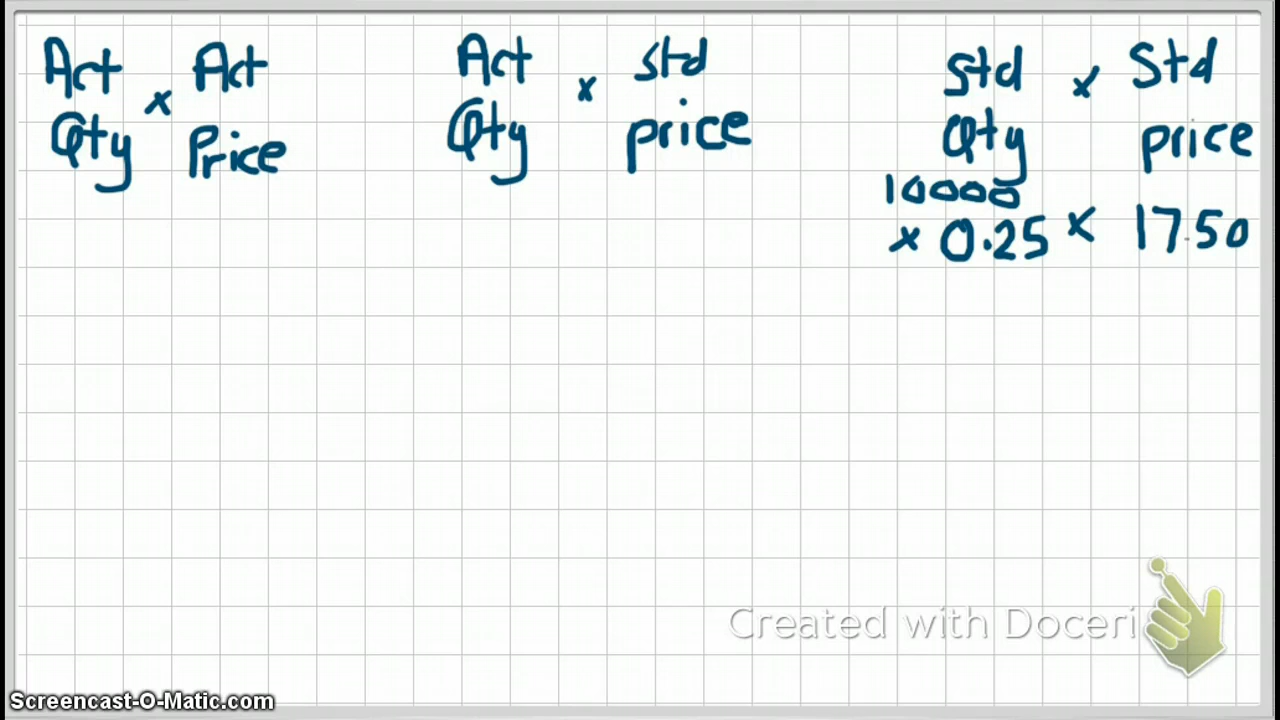 Act × Act
Qty Price
Act × Std
Qty price
Std × Std
Qty price
10000
× 0.25 × 17.50
Created with Doceri
Screencast-O-Matic.com